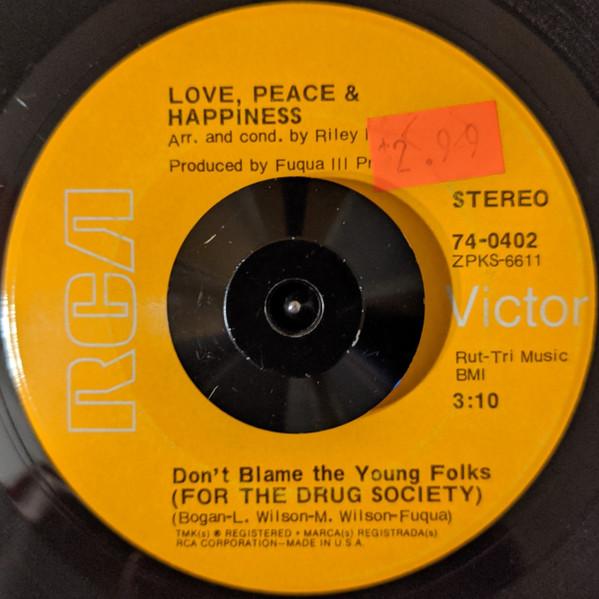 LOVE, PEACE &
HAPPINESS
Arr. and cond. by Riley
Produced by Fuqua III
2.99
STEREO
74-0402
ZPKS-6611
RCA
Victor
Rut-Tri Music
BMI
3:10
Don't Blame the Young Folks
(FOR THE DRUG SOCIETY)
(Bogan-L. Wilson-M. Wilson-Fuqua)
TMK(s) ® REGISTERED • MARCA(s) REGISTRADA(s)
RCA CORPORATION—MADE IN U.S.A.